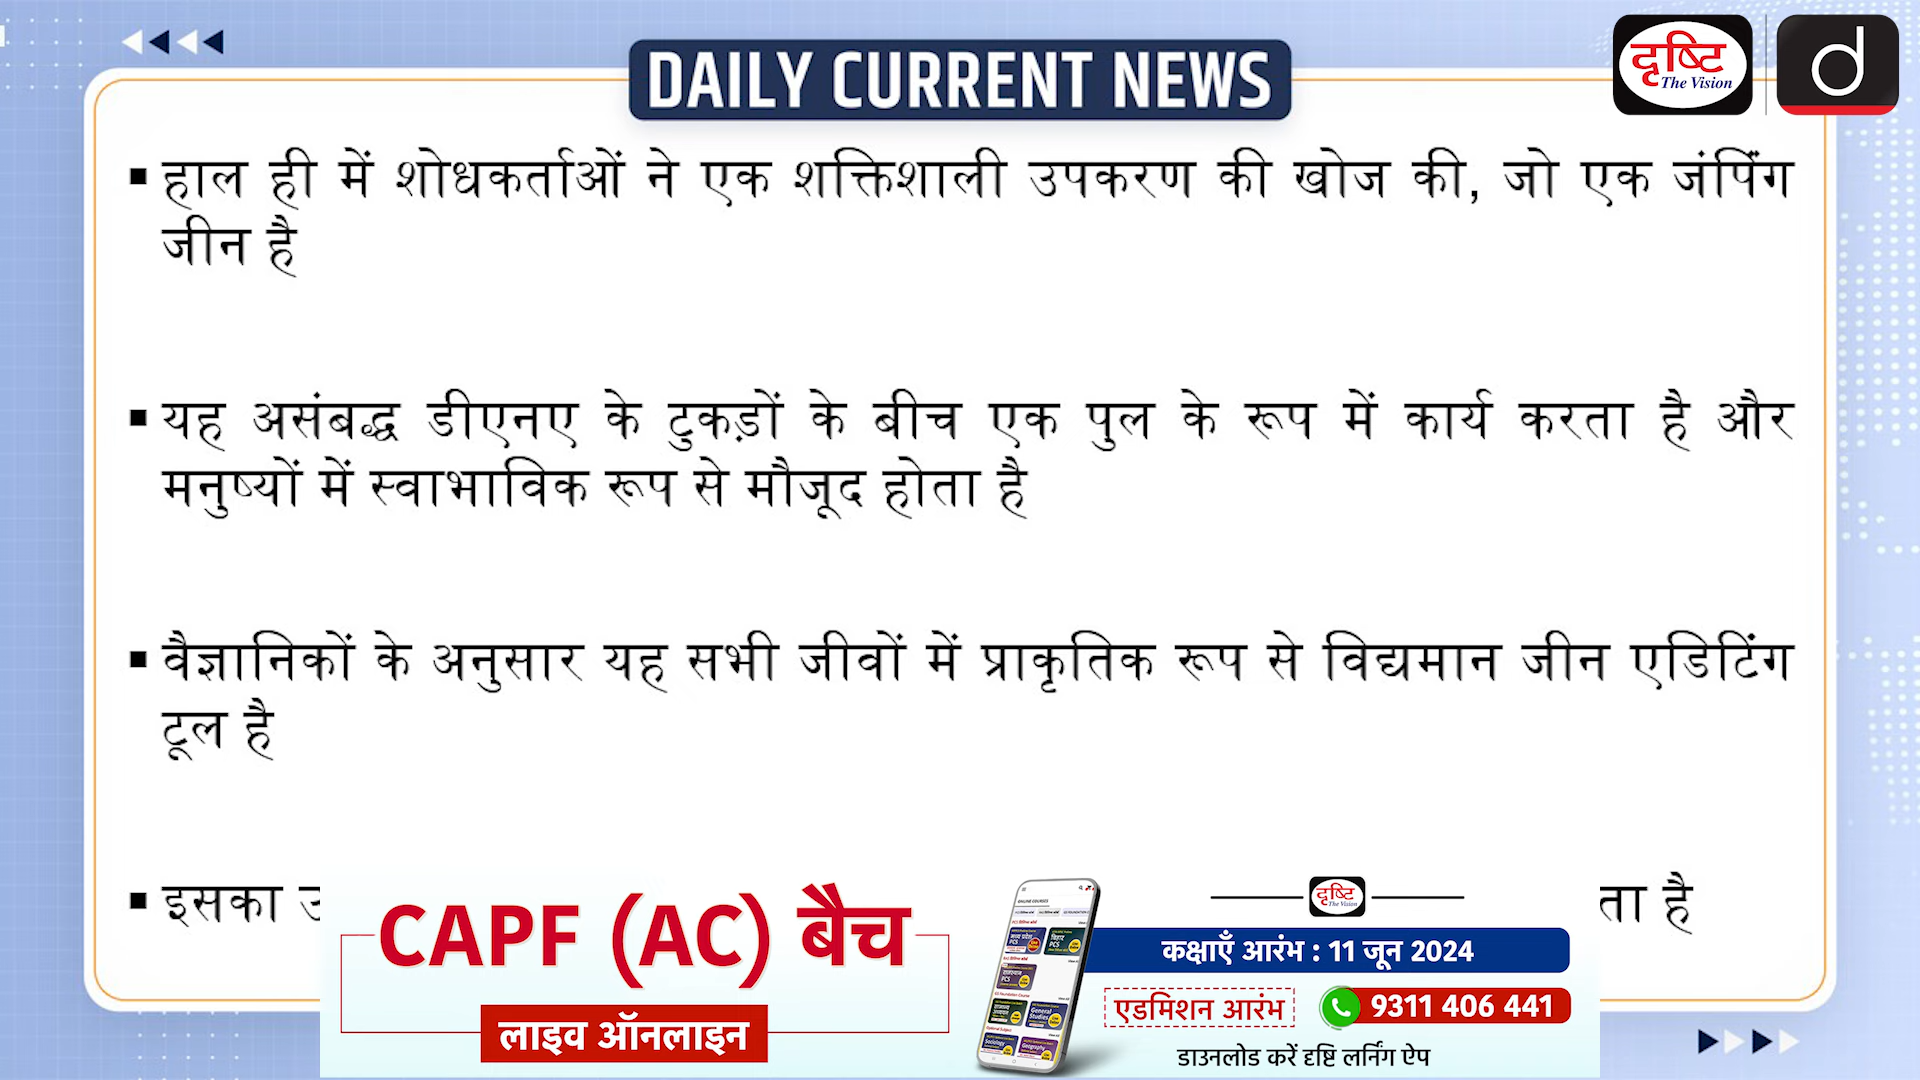 DAILY CURRENT NEWS
दृष्टि
The Vision
d
▪ हाल ही में शोधकर्ताओं ने एक शक्तिशाली उपकरण की खोज की, जो एक जंपिंग
जीन है
▪ यह असंबद्ध डीएनए के टुकड़ों के बीच एक पुल के रूप में कार्य करता है और
मनुष्यों में स्वाभाविक रूप से मौजूद होता है
▪ वैज्ञानिकों के अनुसार यह सभी जीवों में प्राकृतिक रूप से विद्यमान जीन एडिटिंग
टूल है
▪ इसका
है
CAPF (AC) बैच
लाइव ऑनलाइन
दृष्टि
The Vision
कक्षाएँ आरंभ : 11 जून 2024
एडमिशन आरंभ
9311 406 441
डाउनलोड करें दृष्टि लर्निंग ऐप